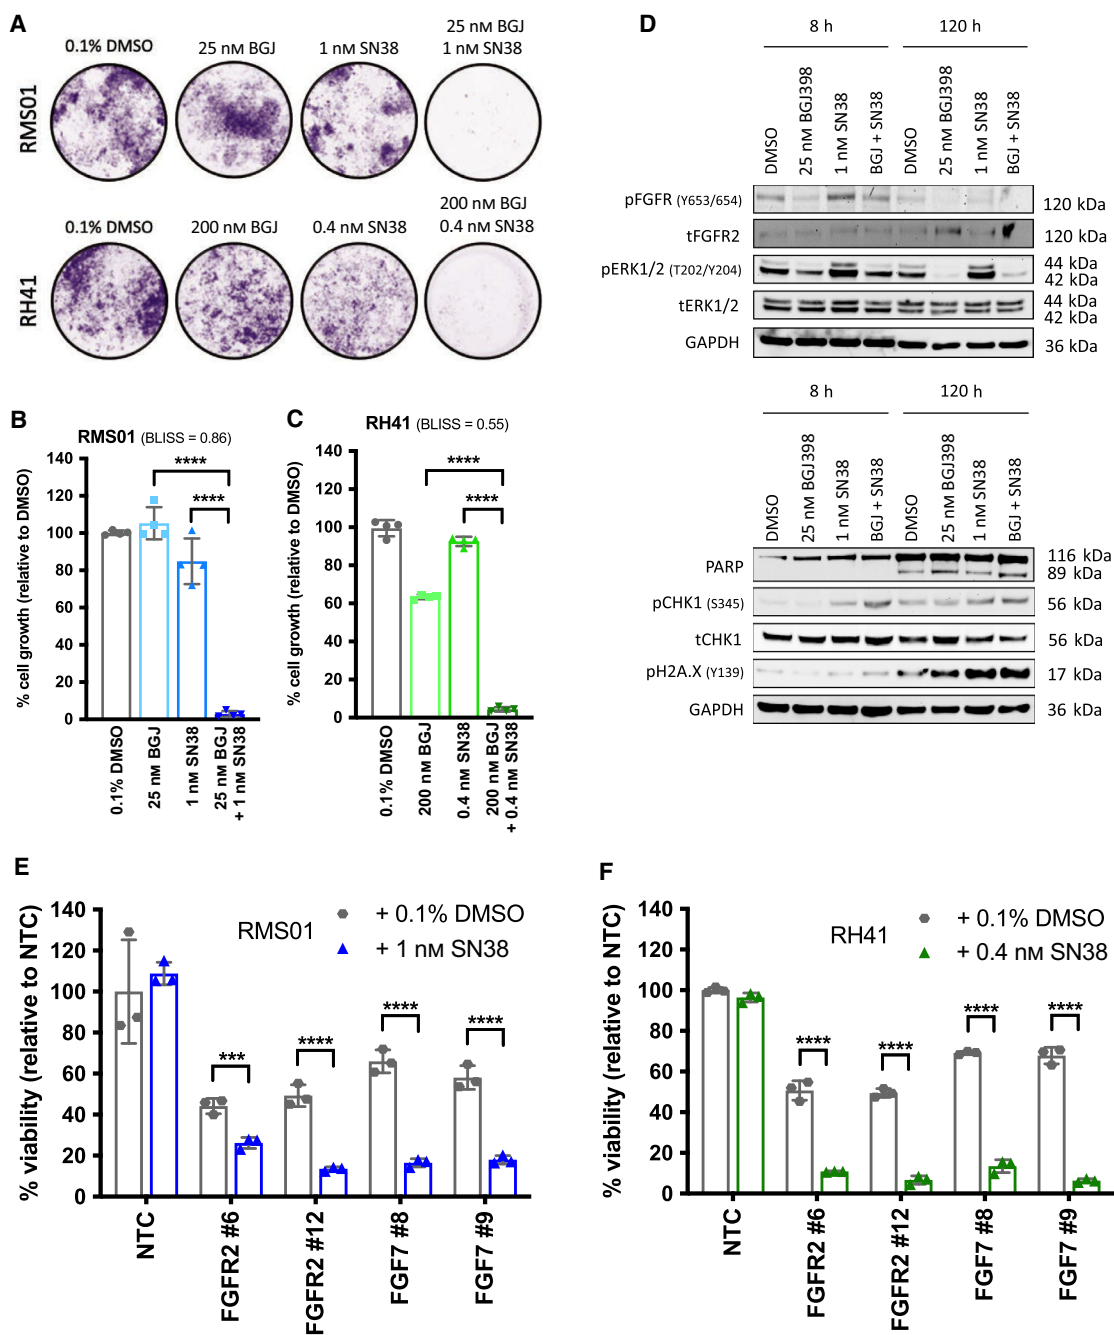 A
0.1% DMSO
25 nM BGJ
1 nM SN38
25 nM BGJ
1 nM SN38
RMS01
0.1% DMSO
200 nM BGJ
0.4 nM SN38
200 nM BGJ
0.4 nM SN38
RH41
B
RMS01 (BLISS = 0.86)
% cell growth (relative to DMSO)
140
120
100
80
60
40
20
0
****
****
0.1% DMSO
25 nM BGJ
1 nM SN38
25 nM BGJ
+ 1 nM SN38
C
RH41 (BLISS = 0.55)
% cell growth (relative to DMSO)
140
120
100
80
60
40
20
0
****
****
0.1% DMSO
200 nM BGJ
0.4 nM SN38
200 nM BGJ
+ 0.4 nM SN38
D
8 h
120 h
DMSO
25 nM BGJ398
1 nM SN38
BGJ + SN38
DMSO
25 nM BGJ398
1 nM SN38
BGJ + SN38
pFGFR (Y653/654)
120 kDa
tFGFR2
120 kDa
pERK1/2 (T202/Y204)
44 kDa
42 kDa
tERK1/2
44 kDa
42 kDa
GAPDH
36 kDa
8 h
120 h
DMSO
25 nM BGJ398
1 nM SN38
BGJ + SN38
DMSO
25 nM BGJ398
1 nM SN38
BGJ + SN38
PARP
116 kDa
89 kDa
pCHK1 (S345)
56 kDa
tCHK1
56 kDa
pH2A.X (Y139)
17 kDa
GAPDH
36 kDa
E
RMS01
+ 0.1% DMSO
+ 1 nM SN38
% viability (relative to NTC)
140
120
100
80
60
40
20
0
***
****
****
****
NTC
FGFR2 #6
FGFR2 #12
FGF7 #8
FGF7 #9
F
RH41
+ 0.1% DMSO
+ 0.4 nM SN38
% viability (relative to NTC)
140
120
100
80
60
40
20
0
****
****
****
****
NTC
FGFR2 #6
FGFR2 #12
FGF7 #8
FGF7 #9